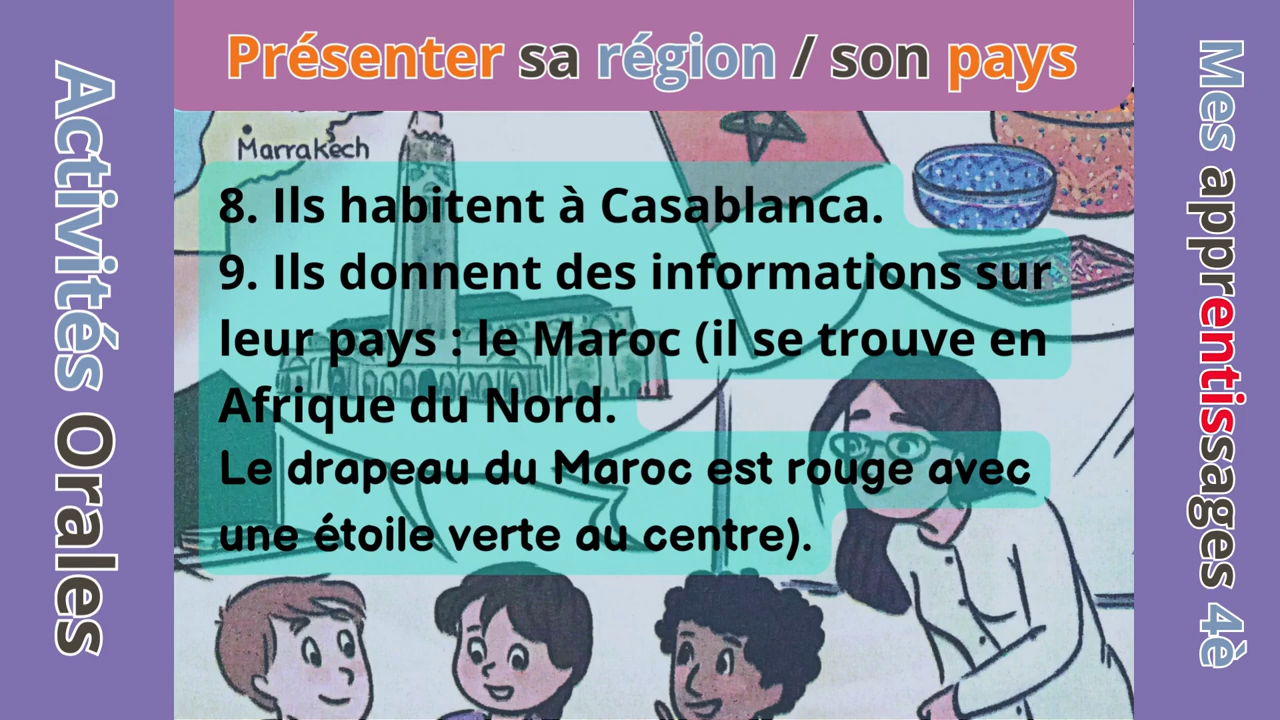 Présenter sa région / son pays
Activités Orales
Marrakech
8. Ils habitent à Casablanca.
9. Ils donnent des informations sur
leur pays : le Maroc (il se trouve en
Afrique du Nord.
Le drapeau du Maroc est rouge avec
une étoile verte au centre).
Mes apprentissages 4è